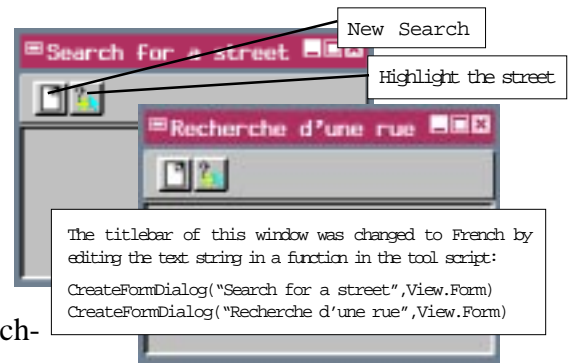 New Search
Search for a street
Highlight the street
Recherche d'une rue
The titlebar of this window was changed to French by
editing the text string in a function in the tool script:
CreateFormDialog("Search for a street",View.Form)
CreateFormDialog("Recherche d'une rue",View.Form)
ch-